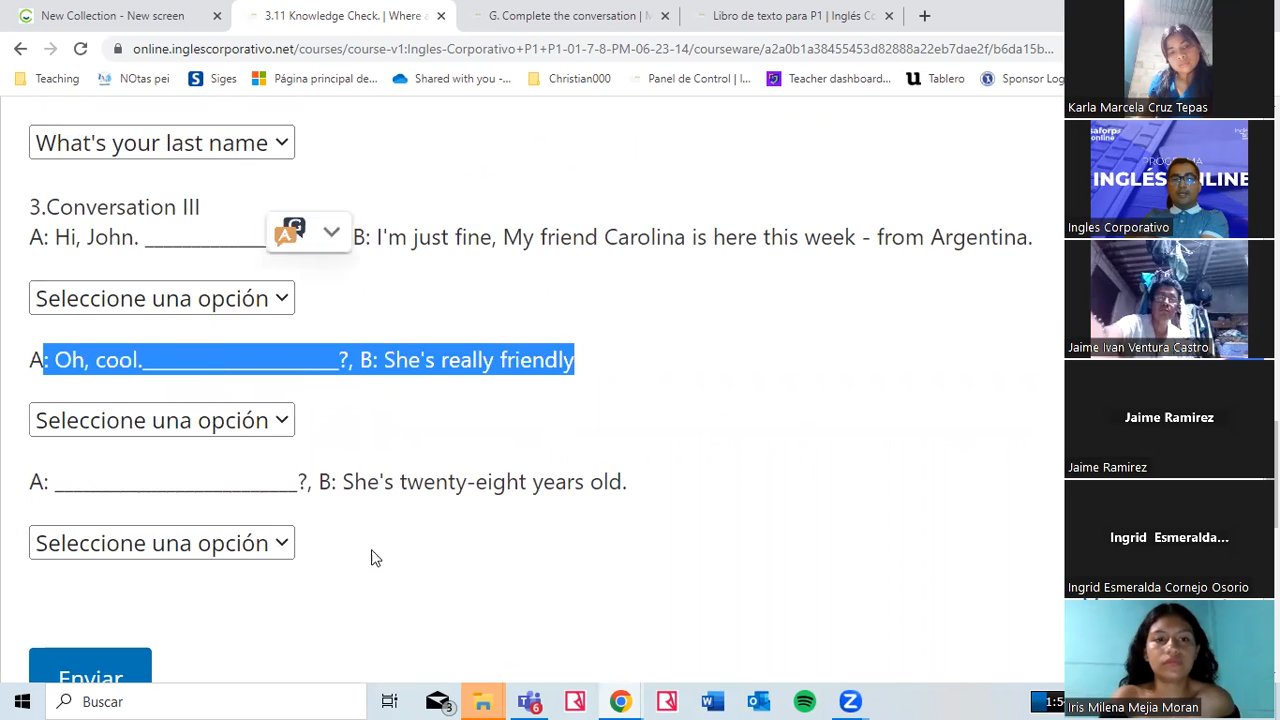 New Collection - New screen
3.11 Knowledge Check. | Where a
G. Complete the conversation | M
Libro de texto para P1 | Inglés Co
online.inglescorporativo.net/courses/course-v1:Ingles-Corporativo+P1+P1-01-7-8-PM-06-23-14/courseware/a2a0b1a38455453d82888a22eb7dae2f/b6da15b...
Teaching
NOtas pei
Siges
Página principal de...
Shared with you -...
Christian000
Panel de Control | I...
Teacher dashboard...
Tablero
Sponsor Log
What's your last name
3.Conversation III
A: Hi, John. ____________ B: I'm just fine, My friend Carolina is here this week - from Argentina.
Seleccione una opción
A: Oh, cool.____________________?, B: She's really friendly
Seleccione una opción
A: _________________________?, B: She's twenty-eight years old.
Seleccione una opción
Enviar
Buscar
3
6
Karla Marcela Cruz Tepas
PROGRAMA
INGLÉS ONLINE
Ingles Corporativo
Jaime Ivan Ventura Castro
Jaime Ramirez
Jaime Ramirez
Ingrid Esmeralda...
Ingrid Esmeralda Cornejo Osorio
Iris Milena Mejia Moran